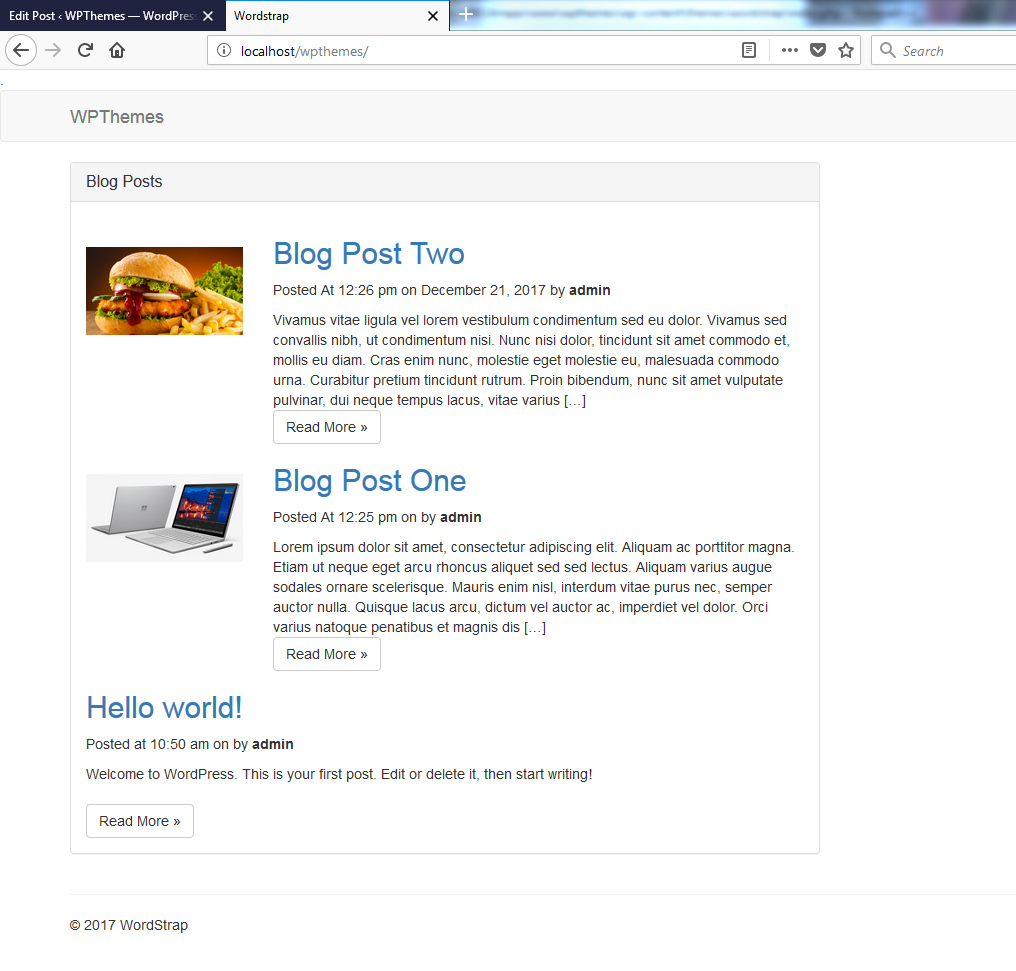 Edit Post ‹ WPThemes — WordPres
Wordstrap
localhost/wpthemes/
Search
WPThemes
Blog Posts
Blog Post Two
Posted At 12:26 pm on December 21, 2017 by admin
Vivamus vitae ligula vel lorem vestibulum condimentum sed eu dolor. Vivamus sed
convallis nibh, ut condimentum nisi. Nunc nisi dolor, tincidunt sit amet commodo et,
mollis eu diam. Cras enim nunc, molestie eget molestie eu, malesuada commodo
urna. Curabitur pretium tincidunt rutrum. Proin bibendum, nunc sit amet vulputate
pulvinar, dui neque tempus lacus, vitae varius […]
Read More »
Blog Post One
Posted At 12:25 pm on by admin
Lorem ipsum dolor sit amet, consectetur adipiscing elit. Aliquam ac porttitor magna.
Etiam ut neque eget arcu rhoncus aliquet sed sed lectus. Aliquam varius augue
sodales ornare scelerisque. Mauris enim nisl, interdum vitae purus nec, semper
auctor nulla. Quisque lacus arcu, dictum vel auctor ac, imperdiet vel dolor. Orci
varius natoque penatibus et magnis dis […]
Read More »
Hello world!
Posted at 10:50 am on by admin
Welcome to WordPress. This is your first post. Edit or delete it, then start writing!
Read More »
© 2017 WordStrap